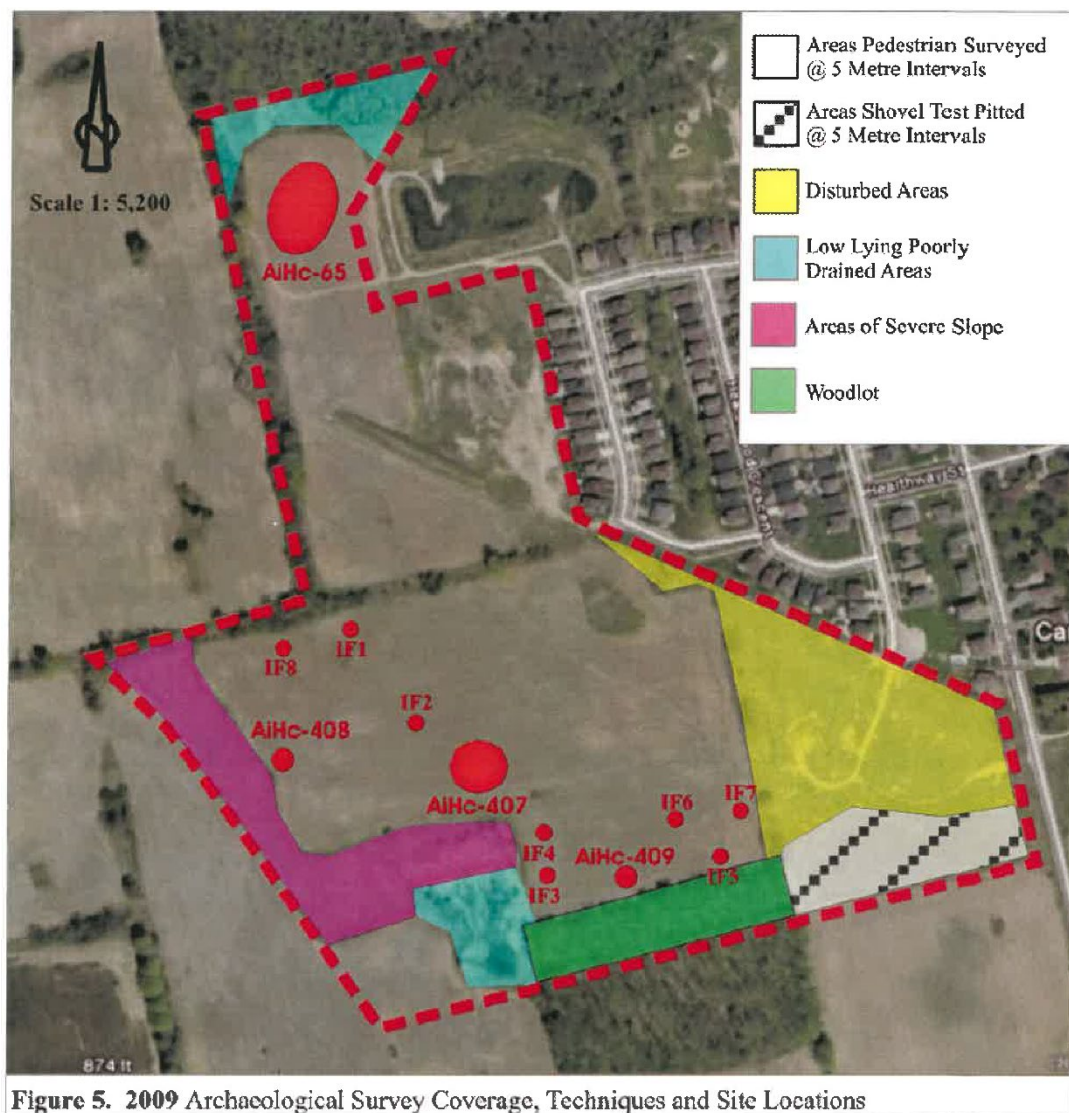 Areas Pedestrian Surveyed
@ 5 Metre Intervals
Areas Shovel Test Pitted
@ 5 Metre Intervals
Disturbed Areas
Low Lying Poorly
Drained Areas
Areas of Severe Slope
Woodlot
N
Scale 1: 5,200
AiHc-65
IF8
IF1
IF2
AiHc-408
AiHc-407
IF6
IF7
IF4
AiHc-409
IF3
IF5
Ca
874 ft
Figure 5. 2009 Archaeological Survey Coverage, Techniques and Site Locations